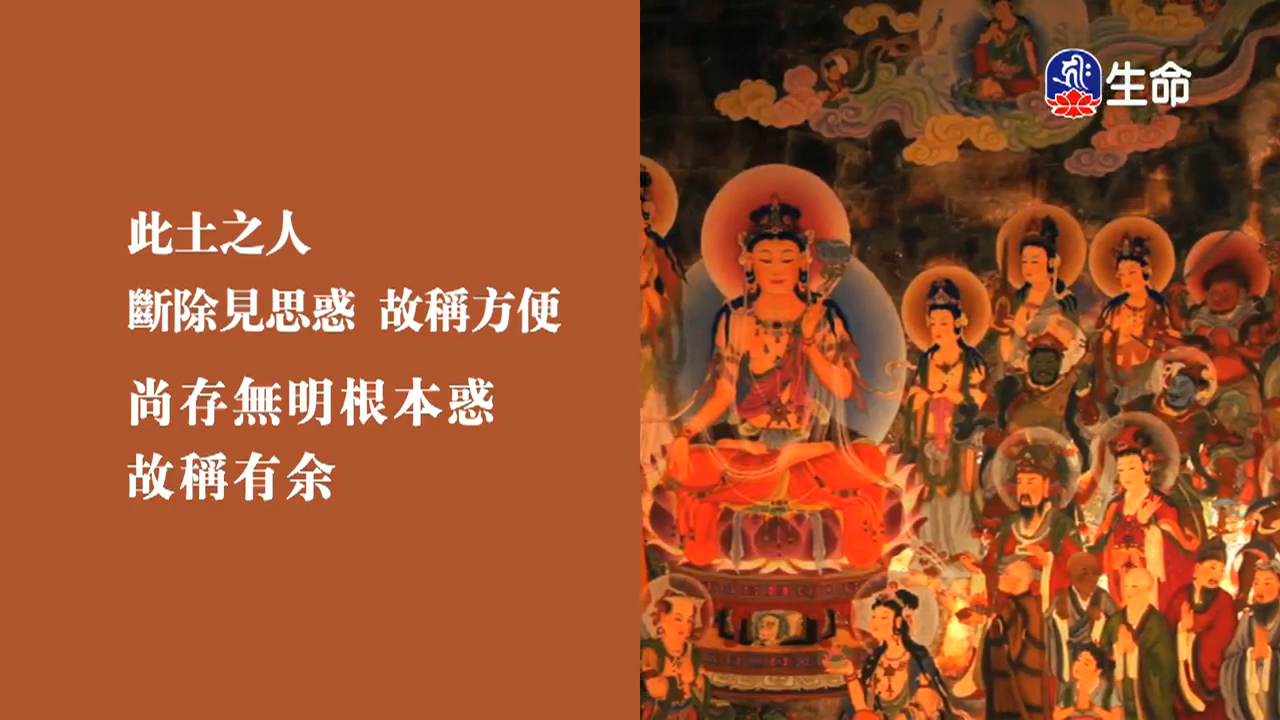 生命
此土之人
斷除見思惑 故稱方便
尚存無明根本惑
故稱有余